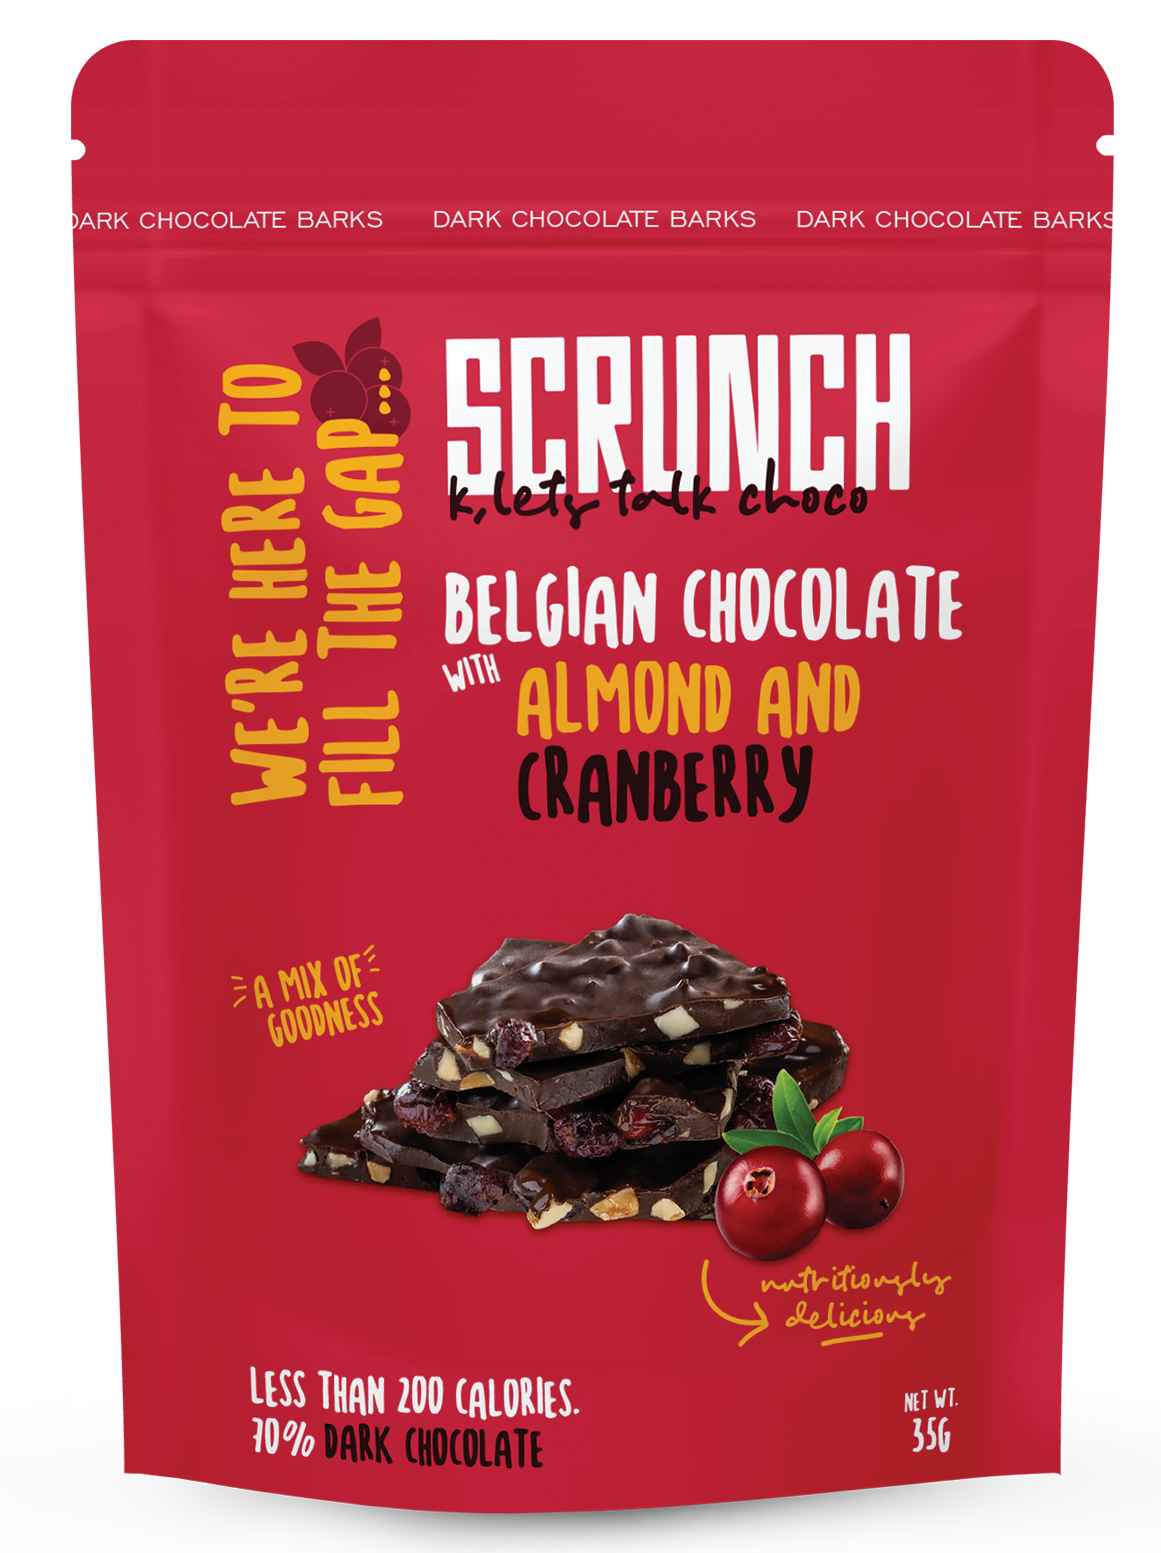 DARK CHOCOLATE BARKS DARK CHOCOLATE BARKS DARK CHOCOLATE BARKS
WE'RE HERE TO
FILL THE GAP...
SCRUNCH
k, lets talk choco
BELGIAN CHOCOLATE
WITH ALMOND AND
CRANBERRY
A MIX OF
GOODNESS
nutritiously
delicious
LESS THAN 200 CALORIES.
70% DARK CHOCOLATE
NET WT.
35G